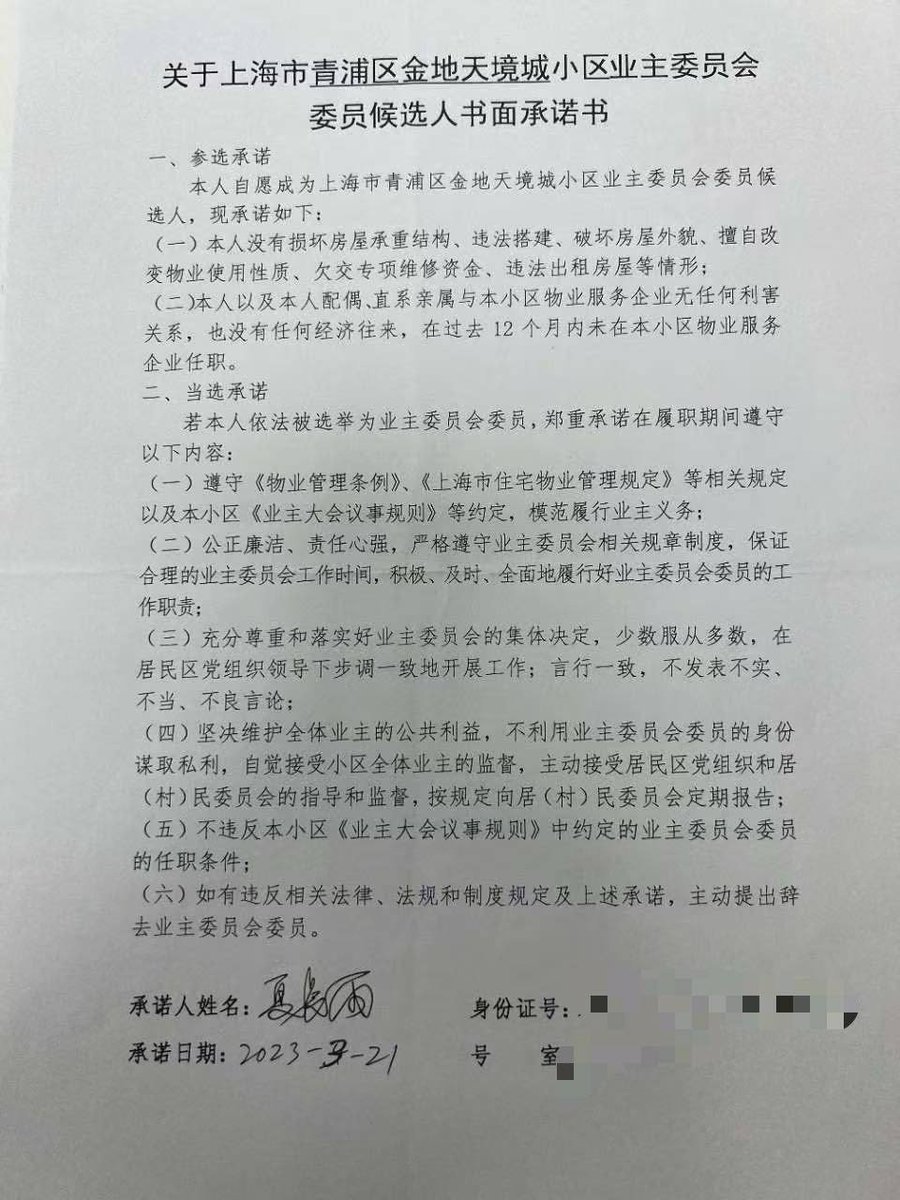 关于上海市青浦区金地天境城小区业主委员会
委员候选人书面承诺书
一、参选承诺
本人自愿成为上海市青浦区金地天境城小区业主委员会委员候
选人，现承诺如下：
（一）本人没有损坏房屋承重结构、违法搭建、破坏房屋外貌、擅自改
变物业使用性质、欠交专项维修资金、违法出租房屋等情形；
（二）本人以及本人配偶、直系亲属与本小区物业服务企业无任何利害
关系，也没有任何经济往来，在过去 12 个月内未在本小区物业服务
企业任职。
二、当选承诺
若本人依法被选举为业主委员会委员，郑重承诺在履职期间遵守
以下内容：
（一）遵守《物业管理条例》、《上海市住宅物业管理规定》等相关规定
以及本小区《业主大会议事规则》等约定，模范履行业主义务；
（二）公正廉洁、责任心强，严格遵守业主委员会相关规章制度，保证
合理的业主委员会工作时间，积极、及时、全面地履行好业主委员会委员的工
作职责；
（三）充分尊重和落实好业主委员会的集体决定，少数服从多数，在
居民区党组织领导下步调一致地开展工作；言行一致，不发表不实、
不当、不良言论；
（四）坚决维护全体业主的公共利益，不利用业主委员会委员的身份
谋取私利，自觉接受小区全体业主的监督，主动接受居民区党组织和居
（村）民委员会的指导和监督，按规定向居（村）民委员会定期报告；
（五）不违反本小区《业主大会议事规则》中约定的业主委员会委员
的任职条件；
（六）如有违反相关法律、法规和制度规定及上述承诺，主动提出辞
去业主委员会委员。
承诺人姓名：夏长雨 身份证号：
承诺日期：2023-3-21 号 室